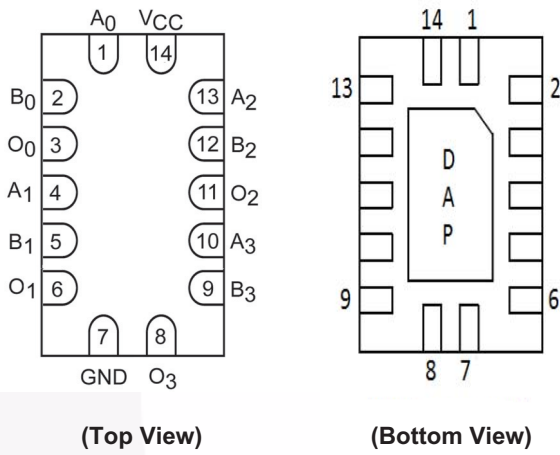 A0 VCC
1 14
B0 2 13 A2
O0 3 12 B2
A1 4 11 O2
B1 5 10 A3
O1 6 9 B3
7 8
GND O3
(Top View)
14 1
13 2
D
A
P
9 6
8 7
(Bottom View)